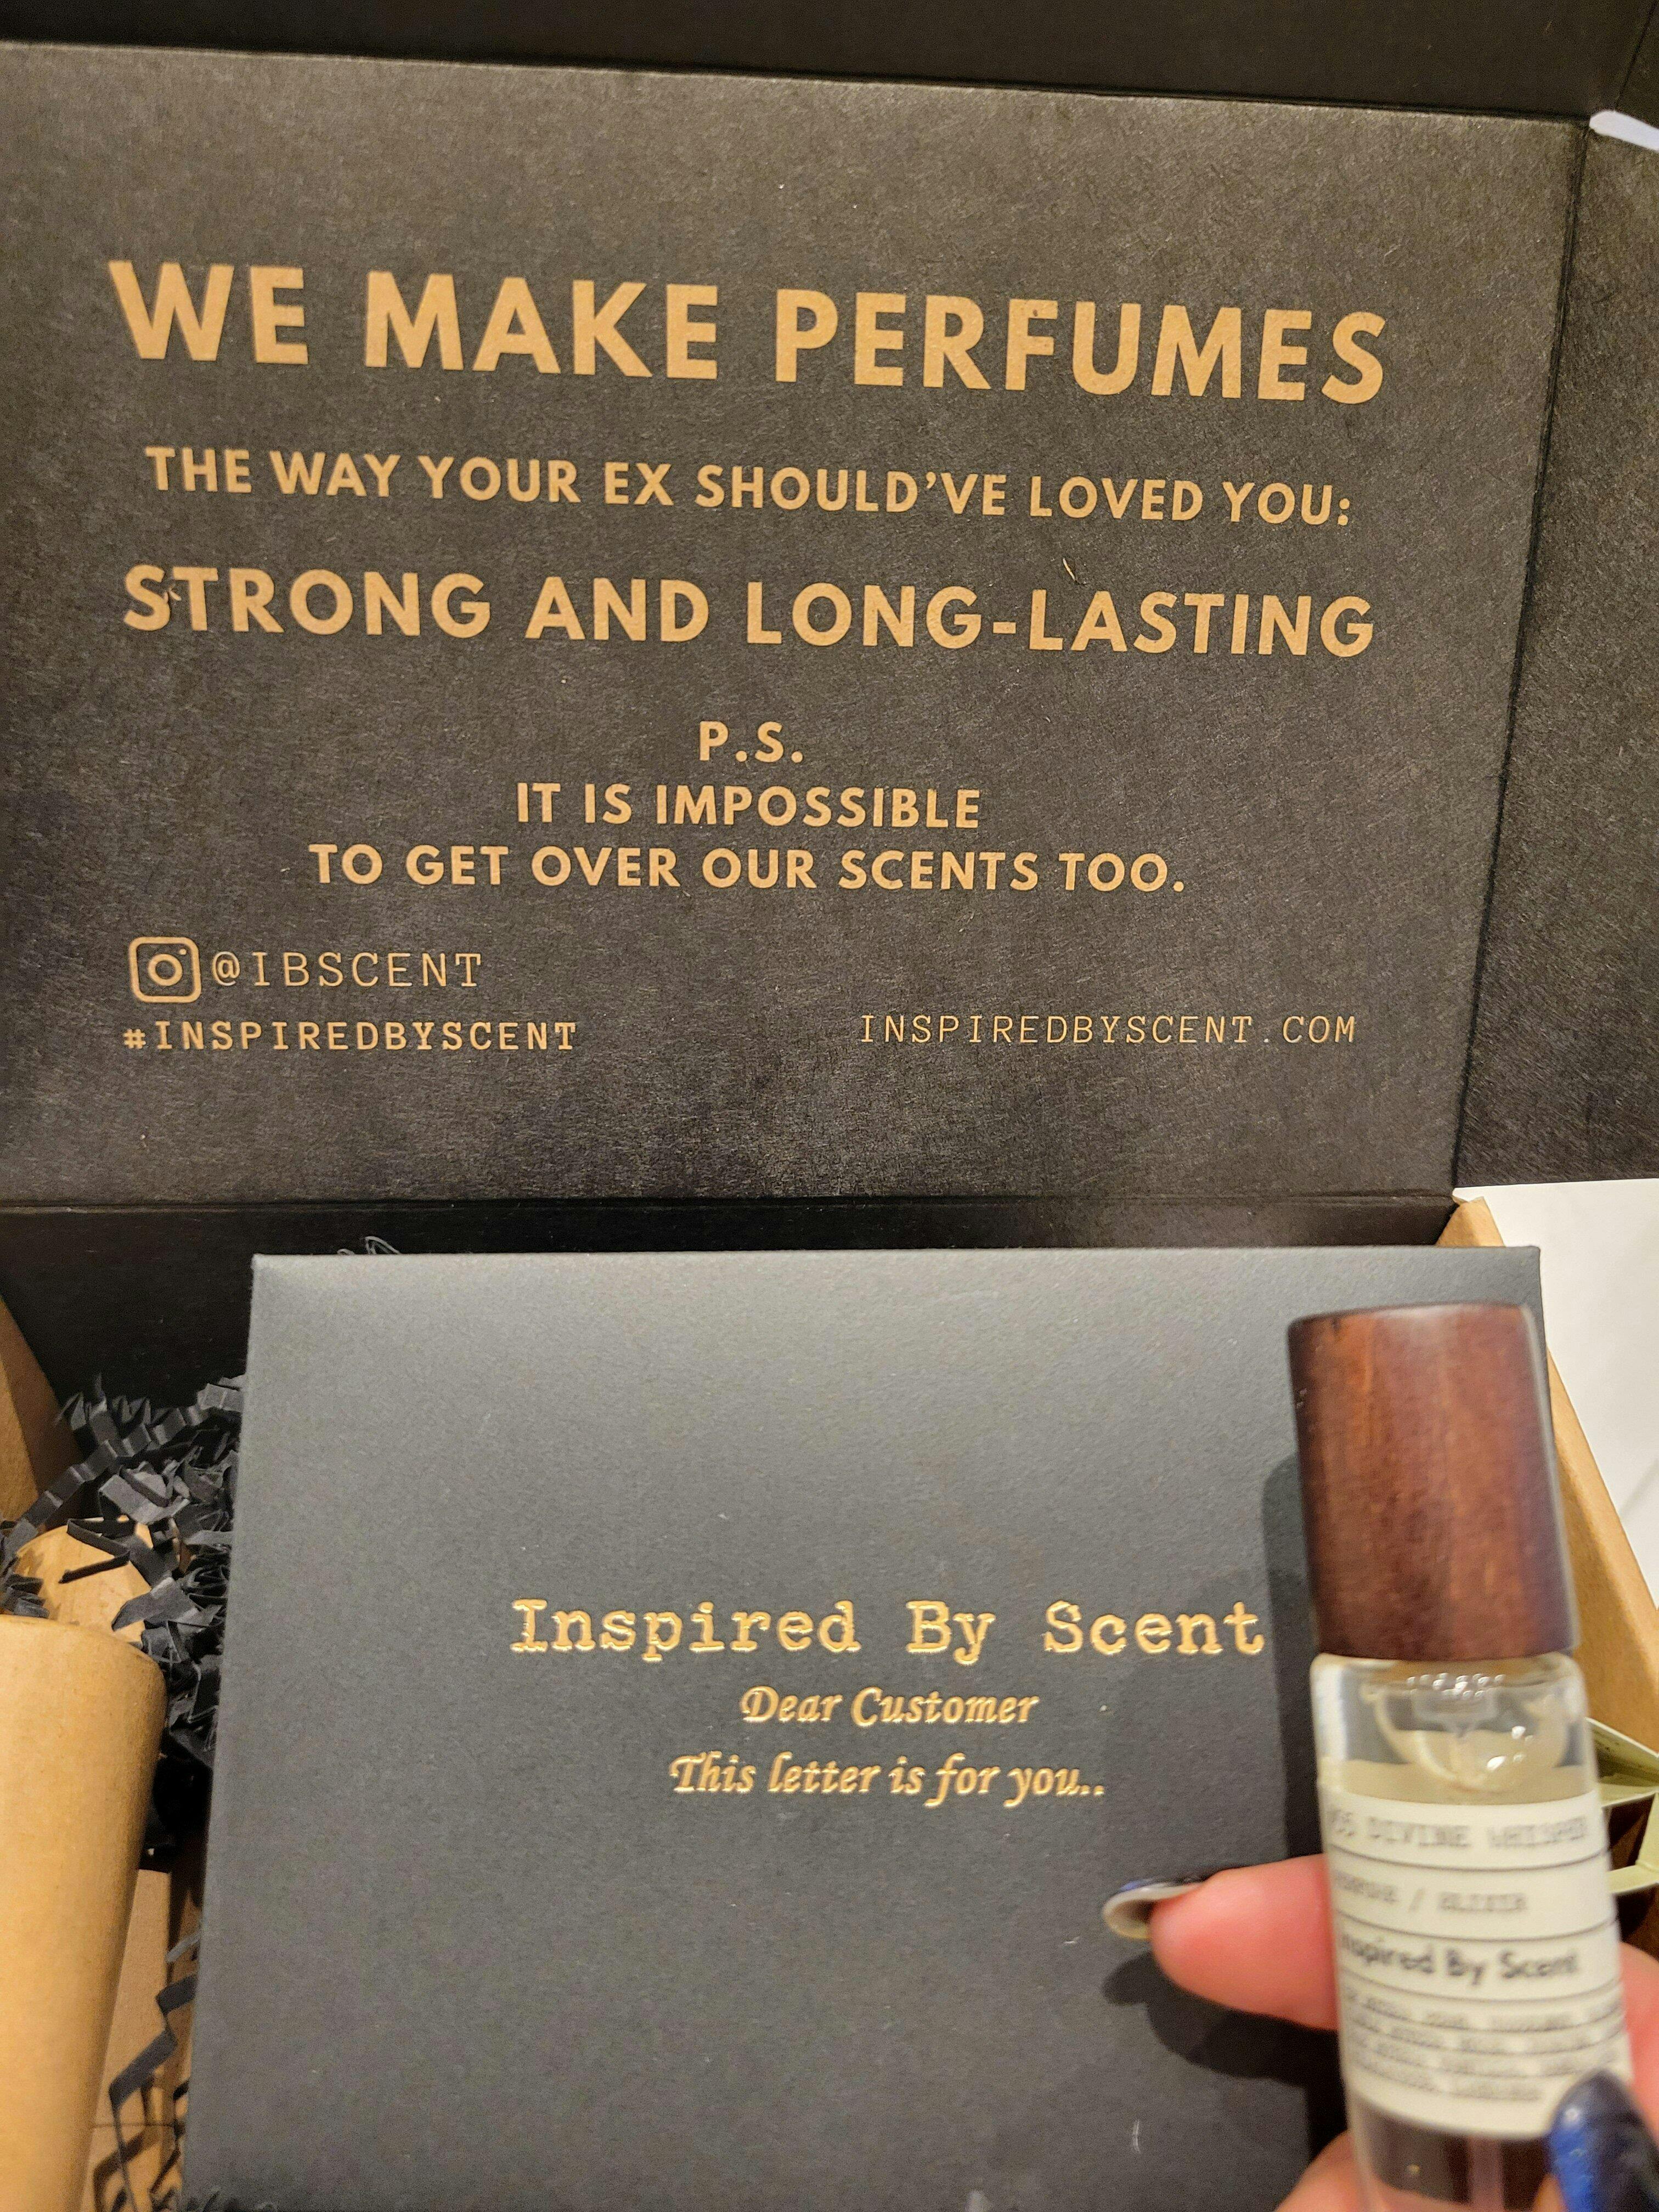 WE MAKE PERFUMES
THE WAY YOUR EX SHOULD'VE LOVED YOU:
STRONG AND LONG-LASTING
P.S.
IT IS IMPOSSIBLE
TO GET OVER OUR SCENTS TOO.
@IBSCENT
#INSPIREDBYSCENT
INSPIREDBYSCENT.COM
Inspired By Scent
Dear Customer
This letter is for you..
DIVINE WHISPER
/ ELIXIR
Inspired By Scent